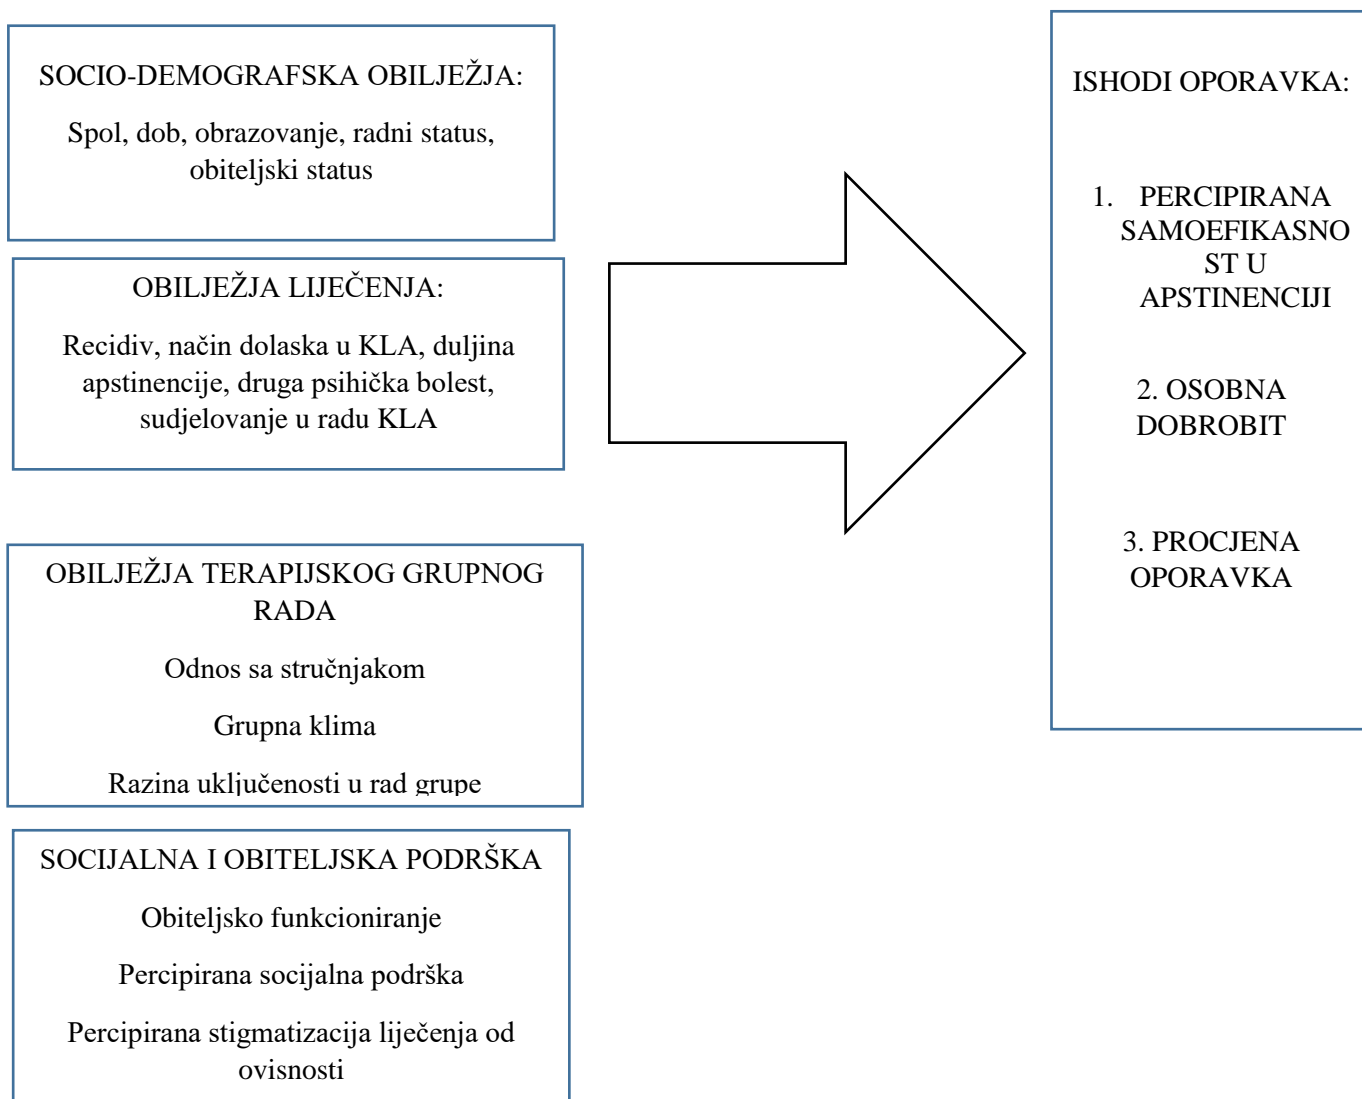 SOCIO-DEMOGRAFSKA OBILJEŽJA:
Spol, dob, obrazovanje, radni status,
obiteljski status
OBILJEŽJA LIJEČENJA:
Recidiv, način dolaska u KLA, duljina
apstinencije, druga psihička bolest,
sudjelovanje u radu KLA
OBILJEŽJA TERAPIJSKOG GRUPNOG
RADA
Odnos sa stručnjakom
Grupna klima
Razina uključenosti u rad grupe
SOCIJALNA I OBITELJSKA PODRŠKA
Obiteljsko funkcioniranje
Percipirana socijalna podrška
Percipirana stigmatizacija liječenja od
ovisnosti
ISHODI OPORAVKA:
1. PERCIPIRANA
SAMOEFIKASNO
ST U
APSTINENCIJI
2. OSOBNA
DOBROBIT
3. PROCJENA
OPORAVKA